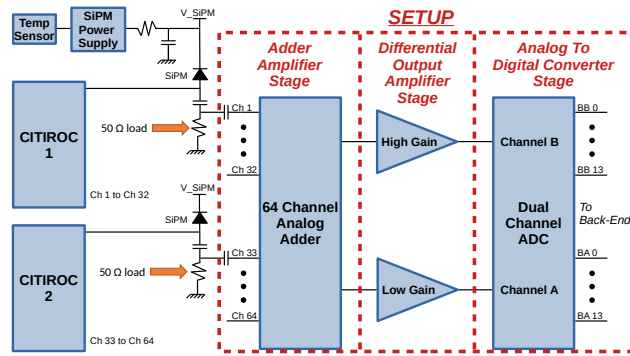 Temp
Sensor
SiPM
Power
Supply
V_SiPM
SiPM
CITIROC
1
50 Ω load
Ch 1 to Ch 32
V_SiPM
SiPM
CITIROC
2
50 Ω load
Ch 33 to Ch 64
SETUP
Adder
Amplifier
Stage
Differential
Output
Amplifier
Stage
Analog To
Digital Converter
Stage
Ch 1
Ch 32
Ch 33
Ch 64
64 Channel
Analog
Adder
High Gain
Low Gain
Channel B
Dual
Channel
ADC
Channel A
BB 0
BB 13
To
Back-End
BA 0
BA 13